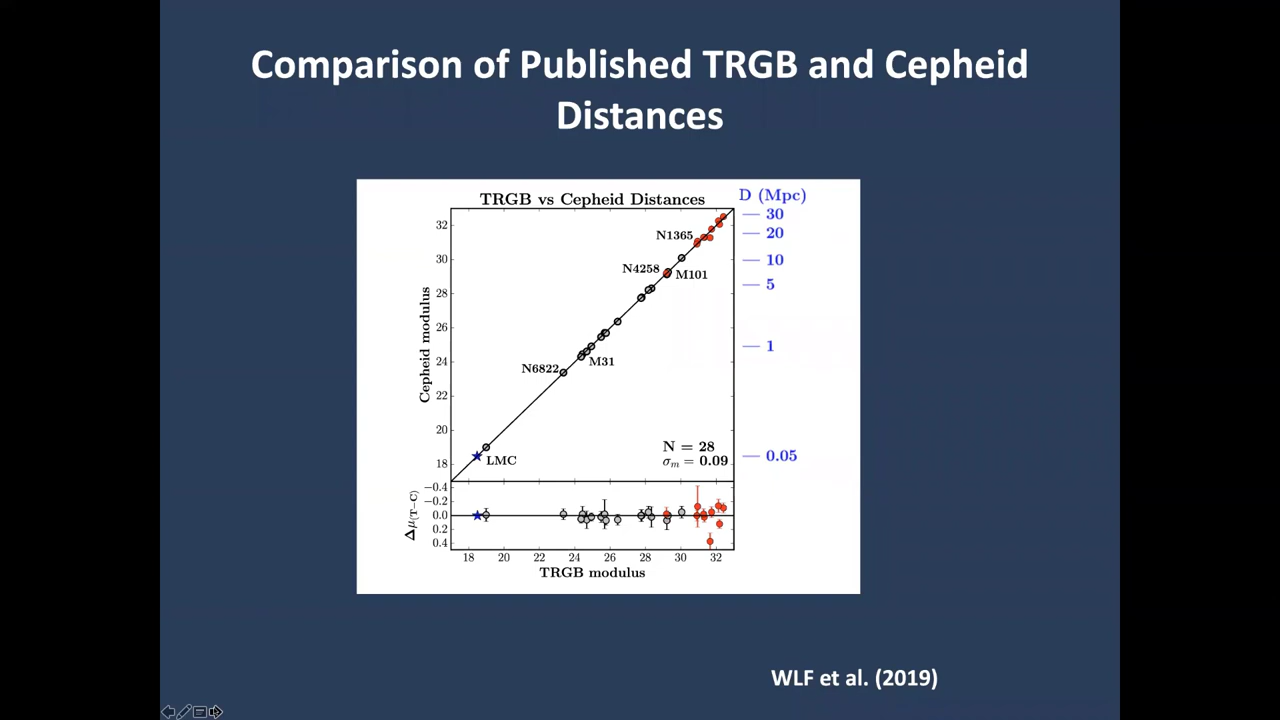 Comparison of Published TRGB and Cepheid
Distances
TRGB vs Cepheid Distances
D (Mpc)
32
30
28
26
24
22
20
18
Cepheid modulus
N1365
N4258
M101
N6822
M31
LMC
N = 28
σm = 0.09
30
20
10
5
1
0.05
−0.4
−0.2
0.0
0.2
0.4
Δμ(T−C)
18 20 22 24 26 28 30 32
TRGB modulus
WLF et al. (2019)